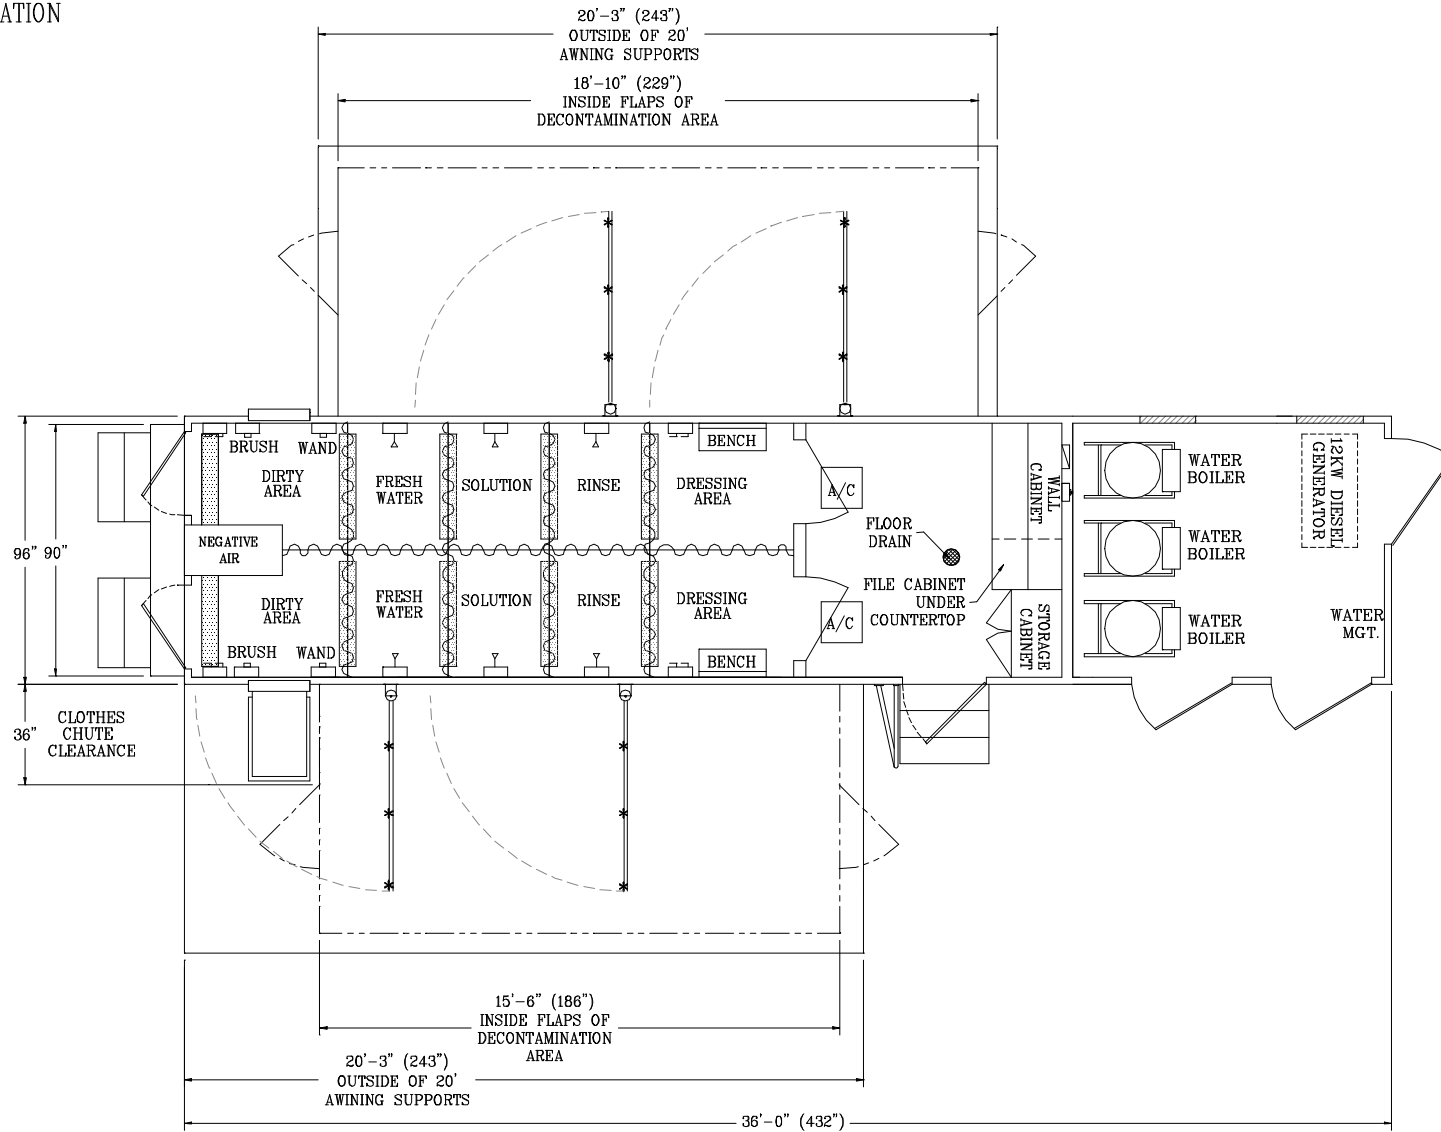 ATION
20'-3" (243")
OUTSIDE OF 20'
AWNING SUPPORTS
18'-10" (229")
INSIDE FLAPS OF
DECONTAMINATION AREA
BRUSH
WAND
DIRTY
AREA
FRESH
WATER
SOLUTION
RINSE
BENCH
DRESSING
AREA
A/C
FLOOR
DRAIN
WALL
CABINET
WATER
BOILER
12KW DIESEL
GENERATOR
96"
90"
NEGATIVE
AIR
WATER
BOILER
FILE CABINET
UNDER
COUNTERTOP
DIRTY
AREA
FRESH
WATER
SOLUTION
RINSE
DRESSING
AREA
A/C
STORAGE
CABINET
WATER
BOILER
WATER
MGT.
BRUSH
WAND
BENCH
36"
CLOTHES
CHUTE
CLEARANCE
15'-6" (186")
INSIDE FLAPS OF
DECONTAMINATION
AREA
20'-3" (243")
OUTSIDE OF 20'
AWINING SUPPORTS
36'-0" (432")